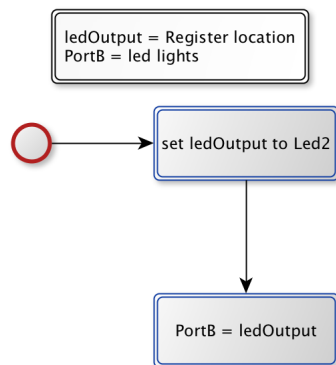 ledOutput = Register location
PortB = led lights
set ledOutput to Led2
PortB = ledOutput